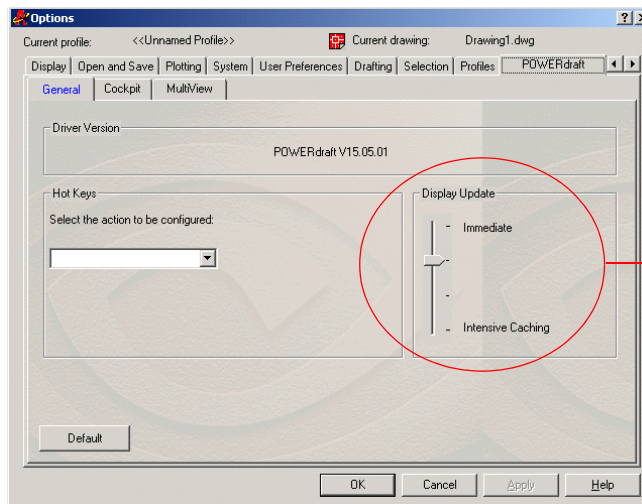 Options
Current profile: <<Unnamed Profile>> Current drawing: Drawing1.dwg
Display Open and Save Plotting System User Preferences Drafting Selection Profiles POWERdraft
General Cockpit MultiView
Driver Version
POWERdraft V15.05.01
Hot Keys Display Update
Select the action to be configured:
Immediate
Intensive Caching
Default
OK Cancel Apply Help